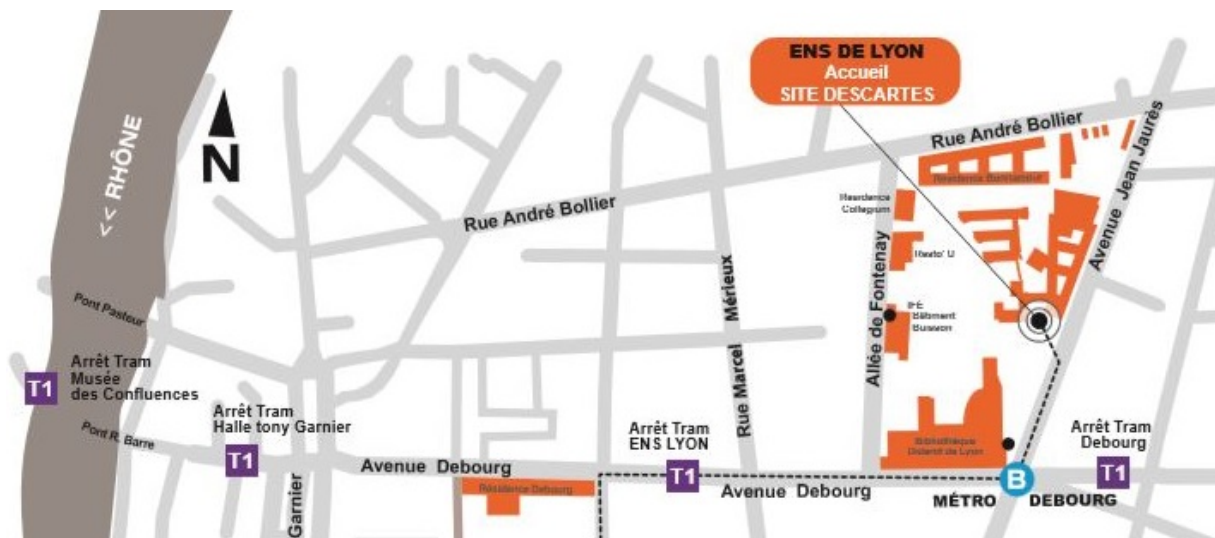 ENS DE LYON
Accueil
SITE DESCARTES
Rue André Bollier
Avenue Jean Jaurès
<< RHÔNE
N
Résidence Bonnamour
Résidence
Collegium
Rue André Bollier
Resto' U
Allée de Fontenay
IFÉ
Bâtiment
Buisson
Rue Marcel Mérieux
Pont Pasteur
T1
Arrêt Tram
Musée
des Confluences
Arrêt Tram
Halle tony Garnier
T1
Pont R. Barre
Arrêt Tram
ENS LYON
T1
Bibliothèque
Diderot de Lyon
Arrêt Tram
Debourg
T1
Avenue Debourg
Résidence Debourg
Avenue Debourg
B
MÉTRO DEBOURG
Garnier